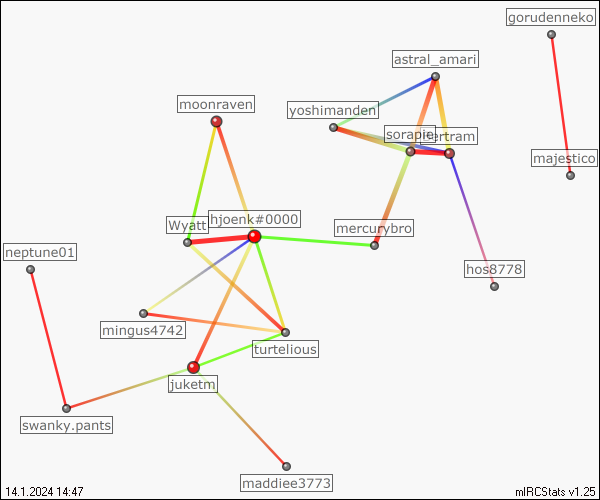 gorudenneko
astral_amari
moonraven
yoshimanden
sorapie
majestico
Wyatt
hjoenk#0000
mercurybro
neptune01
hos8778
mingus4742
turtelious
juketm
swanky.pants
maddiee3773
14.1.2024 14:47
mIRCStats v1.25